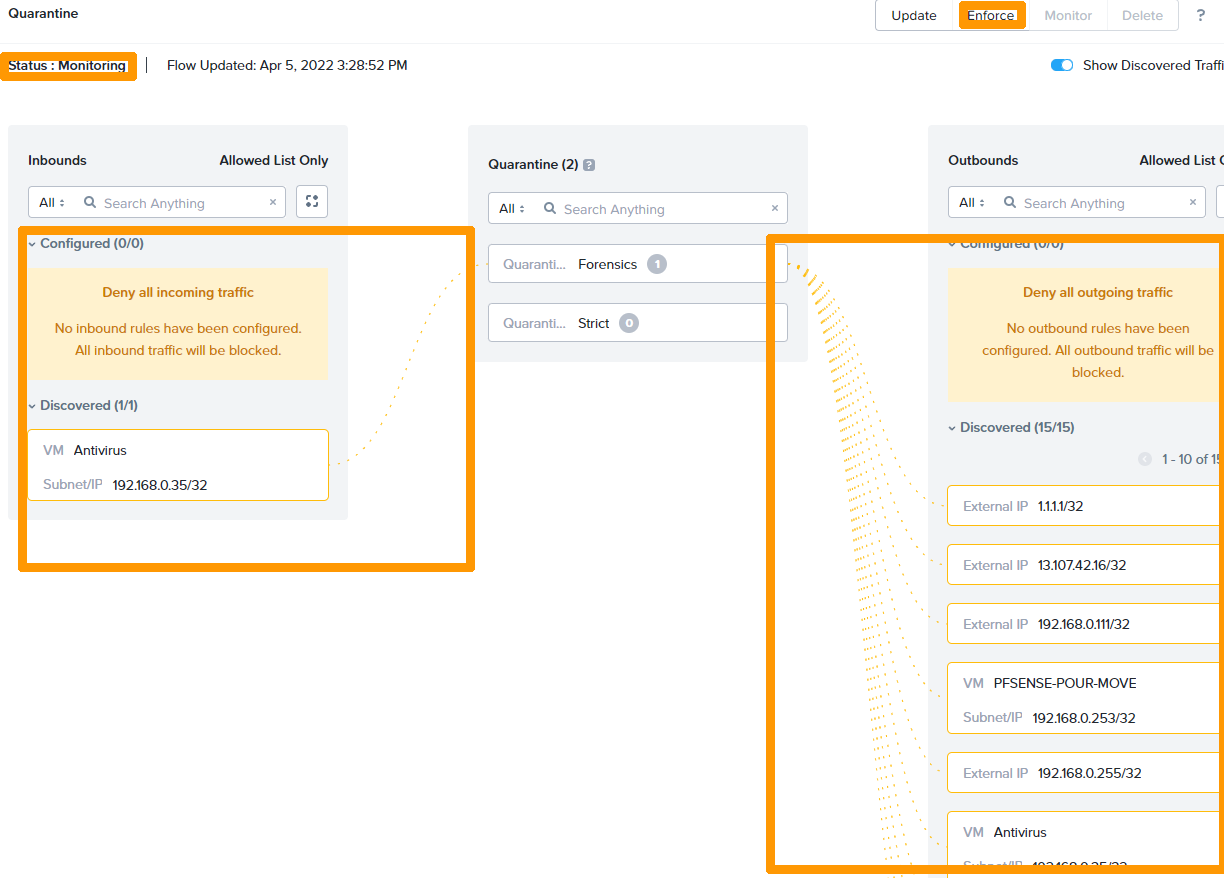 Quarantine
Update Enforce Monitor Delete ?
Status : Monitoring | Flow Updated: Apr 5, 2022 3:28:52 PM
Show Discovered Traffi
Inbounds Allowed List Only
All Search Anything ×
Configured (0/0)
Deny all incoming traffic
No inbound rules have been configured.
All inbound traffic will be blocked.
Discovered (1/1)
VM Antivirus
Subnet/IP 192.168.0.35/32
Quarantine (2) ?
All Search Anything ×
Quaranti... Forensics 1
Quaranti... Strict 0
Outbounds Allowed List O
All Search Anything ×
Configured (0/0)
Deny all outgoing traffic
No outbound rules have been
configured. All outbound traffic will be
blocked.
Discovered (15/15)
1 - 10 of 15
External IP 1.1.1.1/32
External IP 13.107.42.16/32
External IP 192.168.0.111/32
VM PFSENSE-POUR-MOVE
Subnet/IP 192.168.0.253/32
External IP 192.168.0.255/32
VM Antivirus
Subnet/IP 192.168.0.35/32